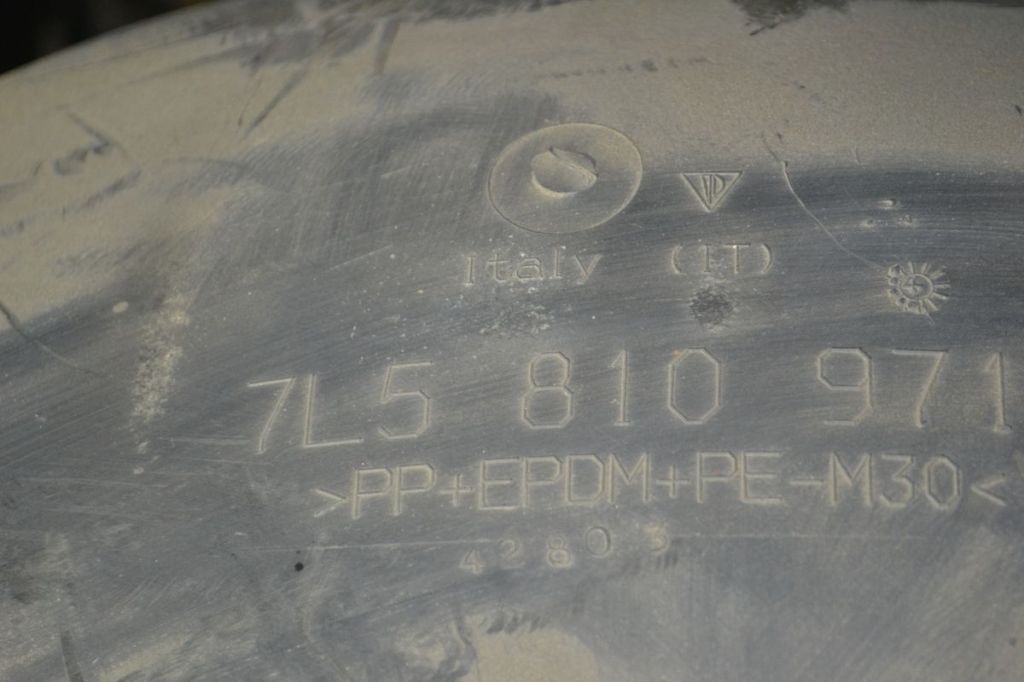 Italy (IT)
7L5 810 971
>PP+EPDM+PE-M30<
42803